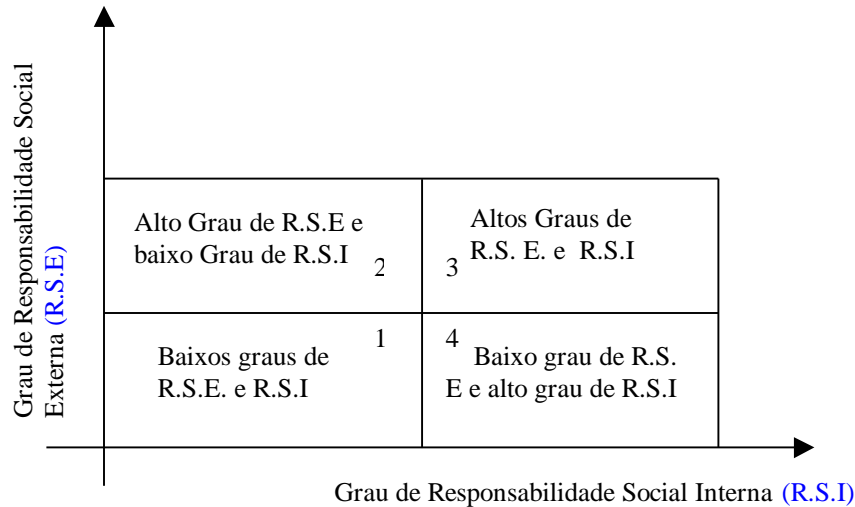 Grau de Responsabilidade Social
Externa (R.S.E)
Alto Grau de R.S.E e
baixo Grau de R.S.I
2
Altos Graus de
R.S. E. e R.S.I
3
1
Baixos graus de
R.S.E. e R.S.I
4
Baixo grau de R.S.
E e alto grau de R.S.I
Grau de Responsabilidade Social Interna (R.S.I)